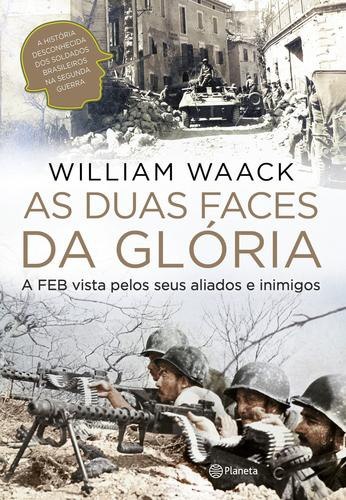 A HISTÓRIA
DESCONHECIDA
DOS SOLDADOS
BRASILEIROS
NA SEGUNDA
GUERRA
WILLIAM WAACK
AS DUAS FACES
DA GLÓRIA
A FEB vista pelos seus aliados e inimigos
Planeta